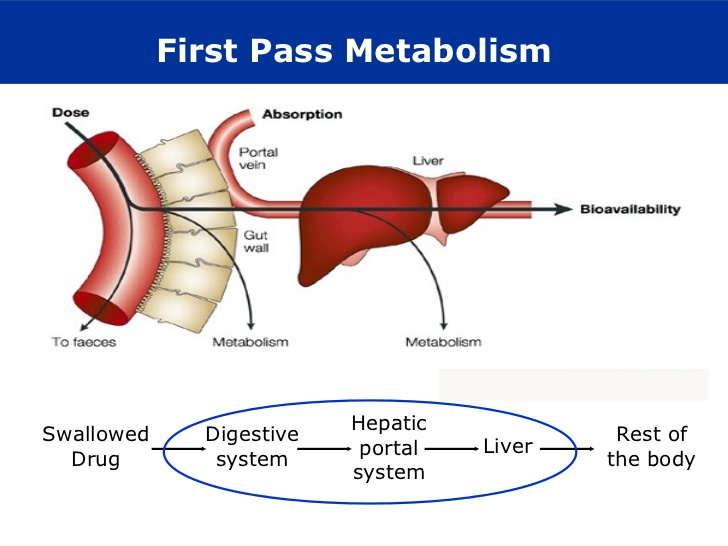 First Pass Metabolism
Dose
Absorption
Portal
vein
Liver
Bioavailability
Gut
wall
To faeces
Metabolism
Metabolism
Swallowed
Drug
Digestive
system
Hepatic
portal
system
Liver
Rest of
the body